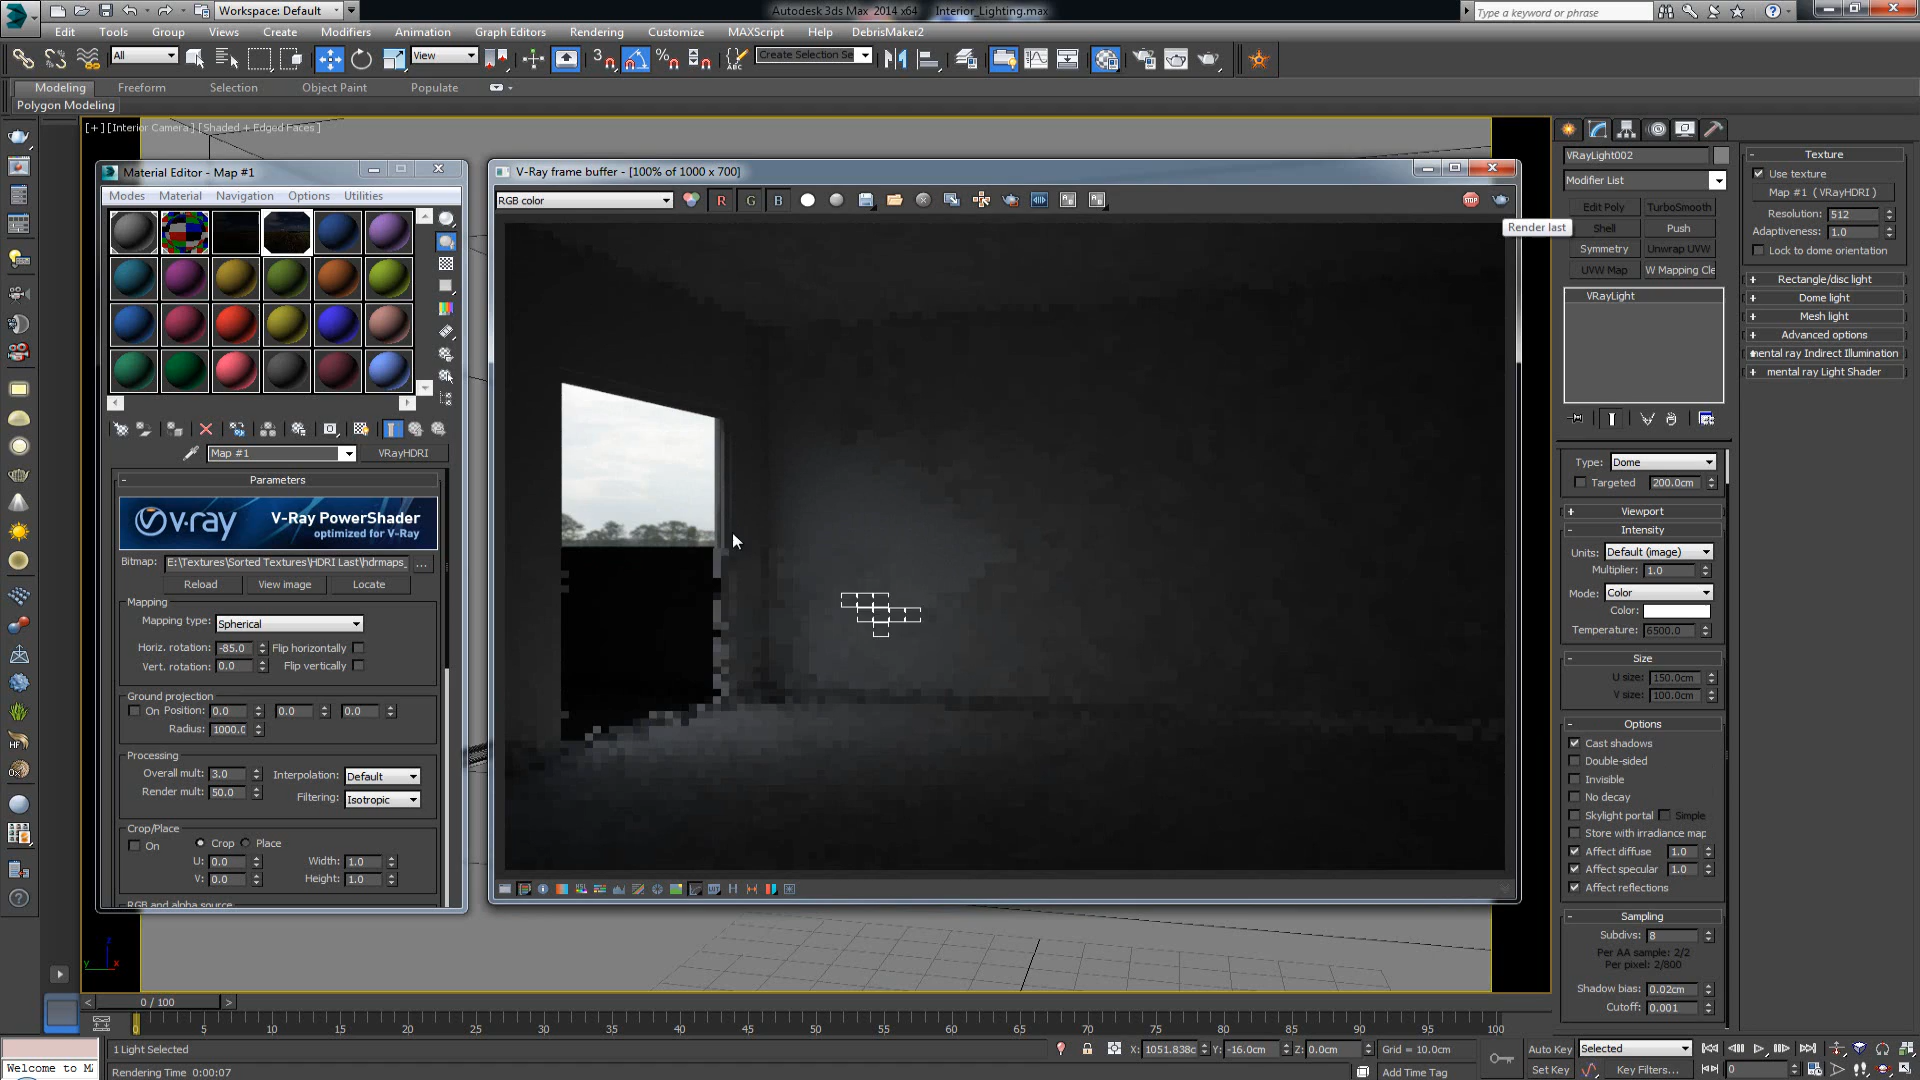 Workspace: Default
Autodesk 3ds Max 2014 x64    Interior_Lighting.max
Type a keyword or phrase
Edit Tools Group Views Create Modifiers Animation Graph Editors Rendering Customize MAXScript Help DebrisMaker2
All
View
Create Selection Se
Modeling Freeform Selection Object Paint Populate
Polygon Modeling
[+] [Interior Camera] [Shaded + Edged Faces]
Material Editor - Map #1
Modes Material Navigation Options Utilities
Map #1 VRayHDRI
Parameters
V-ray
V-Ray PowerShader
optimized for V-Ray
Bitmap: E:\Textures\Sorted Textures\HDRI Last\hdrmaps_ ...
Reload View image Locate
Mapping
Mapping type: Spherical
Horiz. rotation: -85.0 Flip horizontally
Vert. rotation: 0.0 Flip vertically
Ground projection
On Position: 0.0 0.0 0.0
Radius: 1000.0
Processing
Overall mult: 3.0 Interpolation: Default
Render mult: 50.0 Filtering: Isotropic
Crop/Place
On Crop Place
U: 0.0 Width: 1.0
V: 0.0 Height: 1.0
RGB and alpha source
V-Ray frame buffer - [100% of 1000 x 700]
RGB color
R G B
STOP
Render last
VRayLight002
Modifier List
Edit Poly TurboSmooth
Shell Push
Symmetry Unwrap UVW
UVW Map W Mapping Cle
VRayLight
Type: Dome
Targeted 200.0cm
Viewport
Intensity
Units: Default (image)
Multiplier: 1.0
Mode: Color
Color:
Temperature: 6500.0
Size
U size: 150.0cm
V size: 100.0cm
Options
Cast shadows
Double-sided
Invisible
No decay
Skylight portal Simple
Store with irradiance map
Affect diffuse 1.0
Affect specular 1.0
Affect reflections
Sampling
Subdivs: 8
Per AA sample: 2/2
Per pixel: 2/800
Shadow bias: 0.02cm
Cutoff: 0.001
Texture
Use texture
Map #1 ( VRayHDRI )
Resolution: 512
Adaptiveness: 1.0
Lock to dome orientation
Rectangle/disc light
Dome light
Mesh light
Advanced options
mental ray Indirect Illumination
mental ray Light Shader
0 / 100
0 5 10 15 20 25 30 35 40 45 50 55 60 65 70 75 80 85 90 95 100
1 Light Selected
X: 1051.838c Y: -16.0cm Z: 0.0cm Grid = 10.0cm
Auto Key Selected
Welcome to MA
Rendering Time 0:00:07
Add Time Tag
Set Key Key Filters... 0